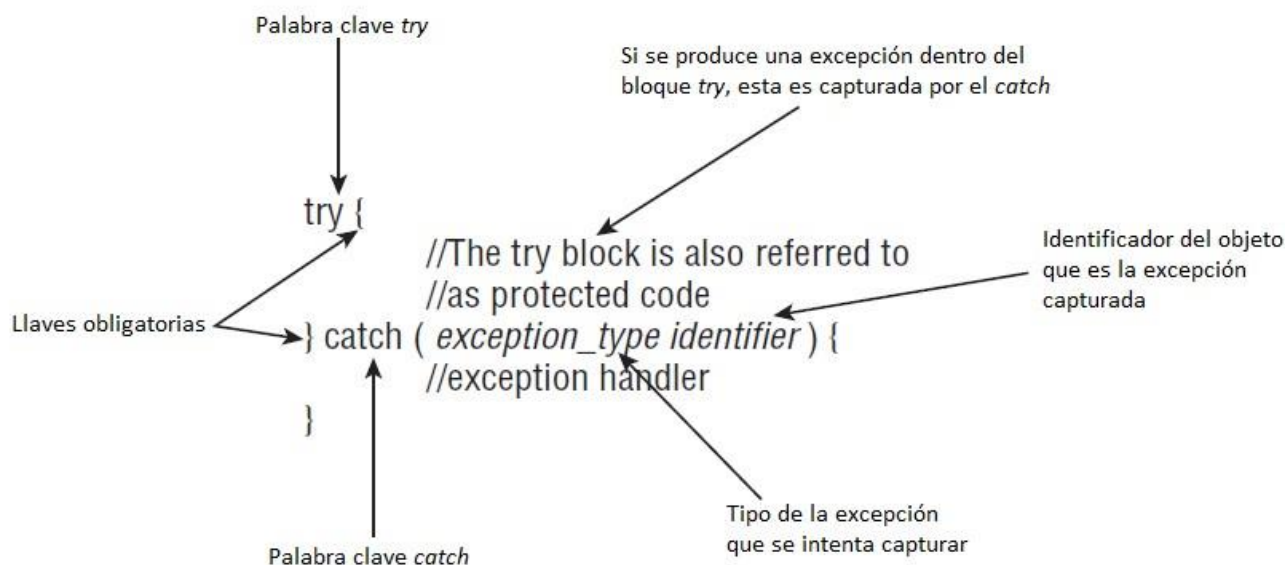 Palabra clave try
Si se produce una excepción dentro del
bloque try, esta es capturada por el catch
try {
//The try block is also referred to
//as protected code
Identificador del objeto
que es la excepción
capturada
Llaves obligatorias
} catch ( exception_type identifier ) {
//exception handler
}
Tipo de la excepción
que se intenta capturar
Palabra clave catch